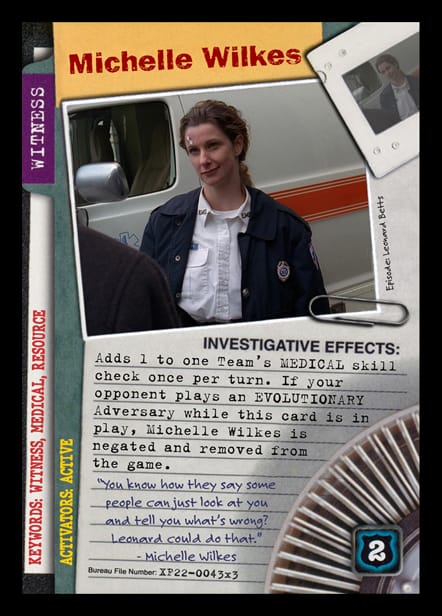 Michelle Wilkes
WITNESS
Episode: Leonard Betts
INVESTIGATIVE EFFECTS:
Adds 1 to one Team's MEDICAL skill
check once per turn. If your
opponent plays an EVOLUTIONARY
Adversary while this card is in
play, Michelle Wilkes is
negated and removed from
the game.
"You know how they say some
people can just look at you
and tell you what's wrong?
Leonard could do that."
- Michelle Wilkes
Bureau File Number: XP22-0043x3
2
KEYWORDS: WITNESS, MEDICAL, RESOURCE
ACTIVATORS: ACTIVE